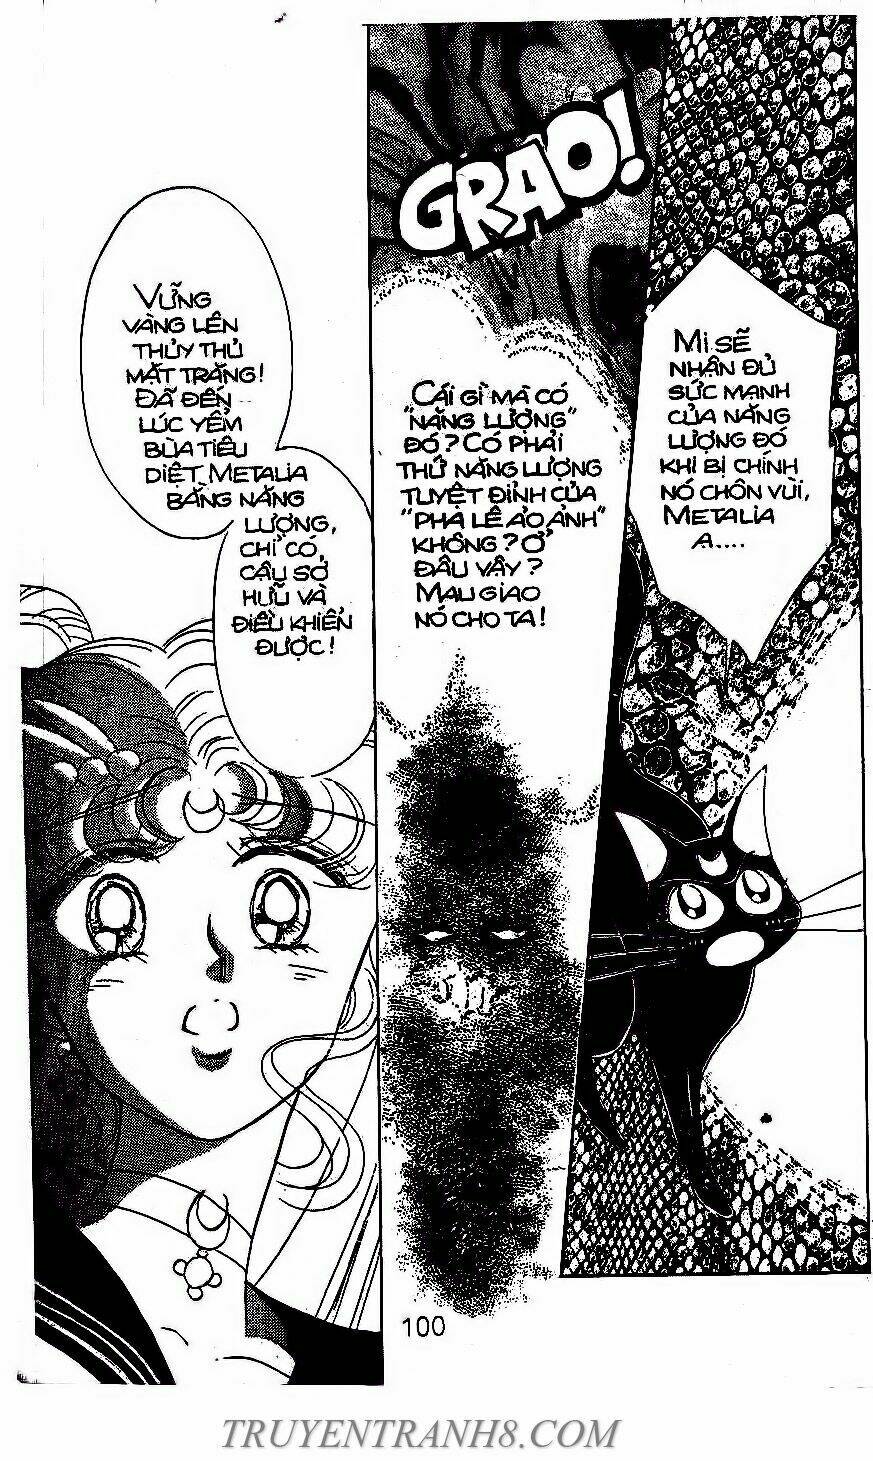 MI SẼ
NHẬN ĐỦ
SỨC MẠNH
CỦA NĂNG
LƯỢNG ĐÓ
KHI BỊ CHÍNH
NÓ CHÔN VÙI,
METALIA
A....
GRAO!
CÁI GÌ MÀ CÓ
"NĂNG LƯỢNG"
ĐÓ? CÓ PHẢI
THỨ NĂNG LƯỢNG
TUYỆT ĐỈNH CỦA
"PHA LÊ ẢO ẢNH"
KHÔNG? Ở
ĐÂU VẬY?
MAU GIAO
NÓ CHO TA!
VỮNG
VÀNG LÊN
THỦY THỦ
MẶT TRĂNG!
ĐÃ ĐẾN
LÚC YỂM
BÙA TIÊU
DIỆT METALIA
BẰNG NĂNG
LƯỢNG,
CHỈ CÓ,
CẬU SỞ
HỮU VÀ
ĐIỀU KHIỂN
ĐƯỢC!
100
TRUYENTRANH8.COM